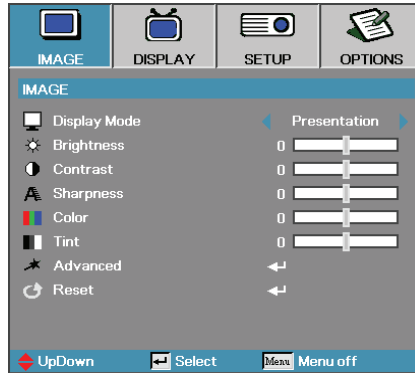 IMAGE DISPLAY SETUP OPTIONS
IMAGE
Display Mode Presentation
Brightness 0
Contrast 0
Sharpness 0
Color 0
Tint 0
Advanced
Reset
UpDown Select Menu Menu off